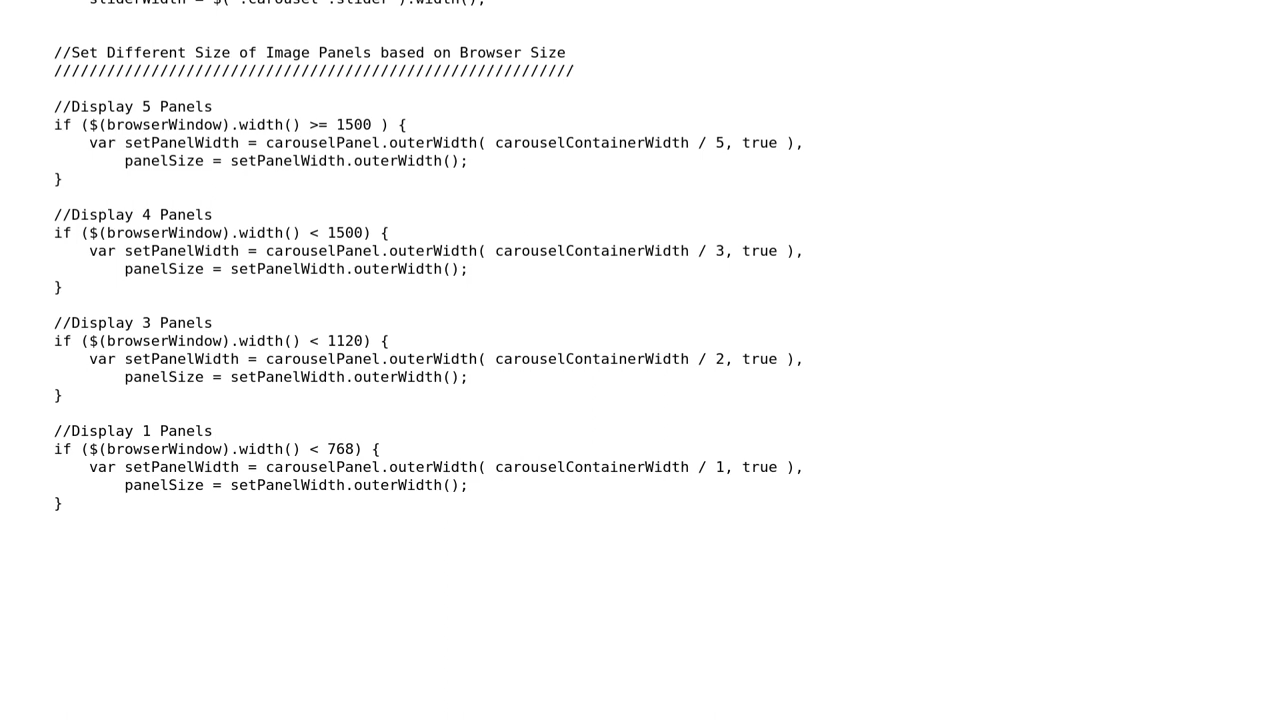 sliderWidth = $( '.carousel .slider' ).width(),
//Set Different Size of Image Panels based on Browser Size
///////////////////////////////////////////////////////////
//Display 5 Panels
if ($(browserWindow).width() >= 1500 ) {
    var setPanelWidth = carouselPanel.outerWidth( carouselContainerWidth / 5, true ),
        panelSize = setPanelWidth.outerWidth();
}
//Display 4 Panels
if ($(browserWindow).width() < 1500) {
    var setPanelWidth = carouselPanel.outerWidth( carouselContainerWidth / 3, true ),
        panelSize = setPanelWidth.outerWidth();
}
//Display 3 Panels
if ($(browserWindow).width() < 1120) {
    var setPanelWidth = carouselPanel.outerWidth( carouselContainerWidth / 2, true ),
        panelSize = setPanelWidth.outerWidth();
}
//Display 1 Panels
if ($(browserWindow).width() < 768) {
    var setPanelWidth = carouselPanel.outerWidth( carouselContainerWidth / 1, true ),
        panelSize = setPanelWidth.outerWidth();
}